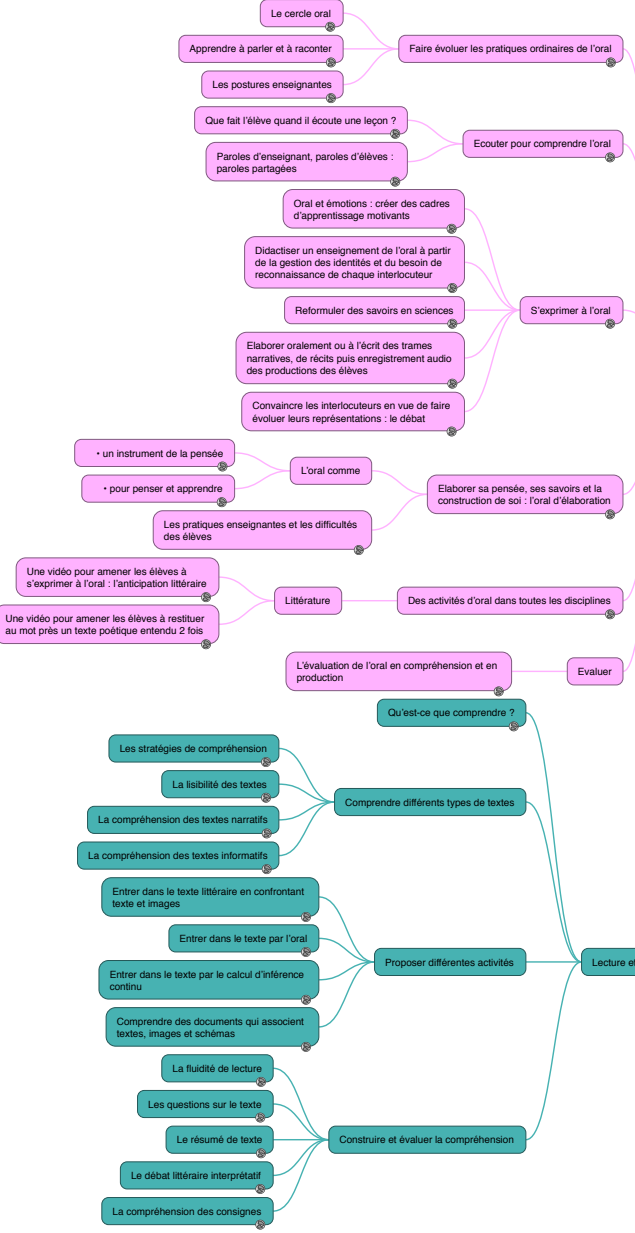 Le cercle oral
Apprendre à parler et à raconter
Les postures enseignantes
Faire évoluer les pratiques ordinaires de l'oral
Que fait l'élève quand il écoute une leçon ?
Paroles d'enseignant, paroles d'élèves :
paroles partagées
Ecouter pour comprendre l'oral
Oral et émotions : créer des cadres
d'apprentissage motivants
Didactiser un enseignement de l'oral à partir
de la gestion des identités et du besoin de
reconnaissance de chaque interlocuteur
Reformuler des savoirs en sciences
Elaborer oralement ou à l'écrit des trames
narratives, de récits puis enregistrement audio
des productions des élèves
Convaincre les interlocuteurs en vue de faire
évoluer leurs représentations : le débat
S'exprimer à l'oral
• un instrument de la pensée
• pour penser et apprendre
L'oral comme
Les pratiques enseignantes et les difficultés
des élèves
Elaborer sa pensée, ses savoirs et la
construction de soi : l'oral d'élaboration
Une vidéo pour amener les élèves à
s'exprimer à l'oral : l'anticipation littéraire
Une vidéo pour amener les élèves à restituer
au mot près un texte poètique entendu 2 fois
Littérature
Des activités d'oral dans toutes les disciplines
L'évaluation de l'oral en compréhension et en
production
Evaluer
Qu'est-ce que comprendre ?
Les stratégies de compréhension
La lisibilité des textes
La compréhension des textes narratifs
La compréhension des textes informatifs
Comprendre différents types de textes
Entrer dans le texte littéraire en confrontant
texte et images
Entrer dans le texte par l'oral
Entrer dans le texte par le calcul d'inférence
continu
Comprendre des documents qui associent
textes, images et schémas
Proposer différentes activités
Lecture et
La fluidité de lecture
Les questions sur le texte
Le résumé de texte
Le débat littéraire interprétatif
La compréhension des consignes
Construire et évaluer la compréhension